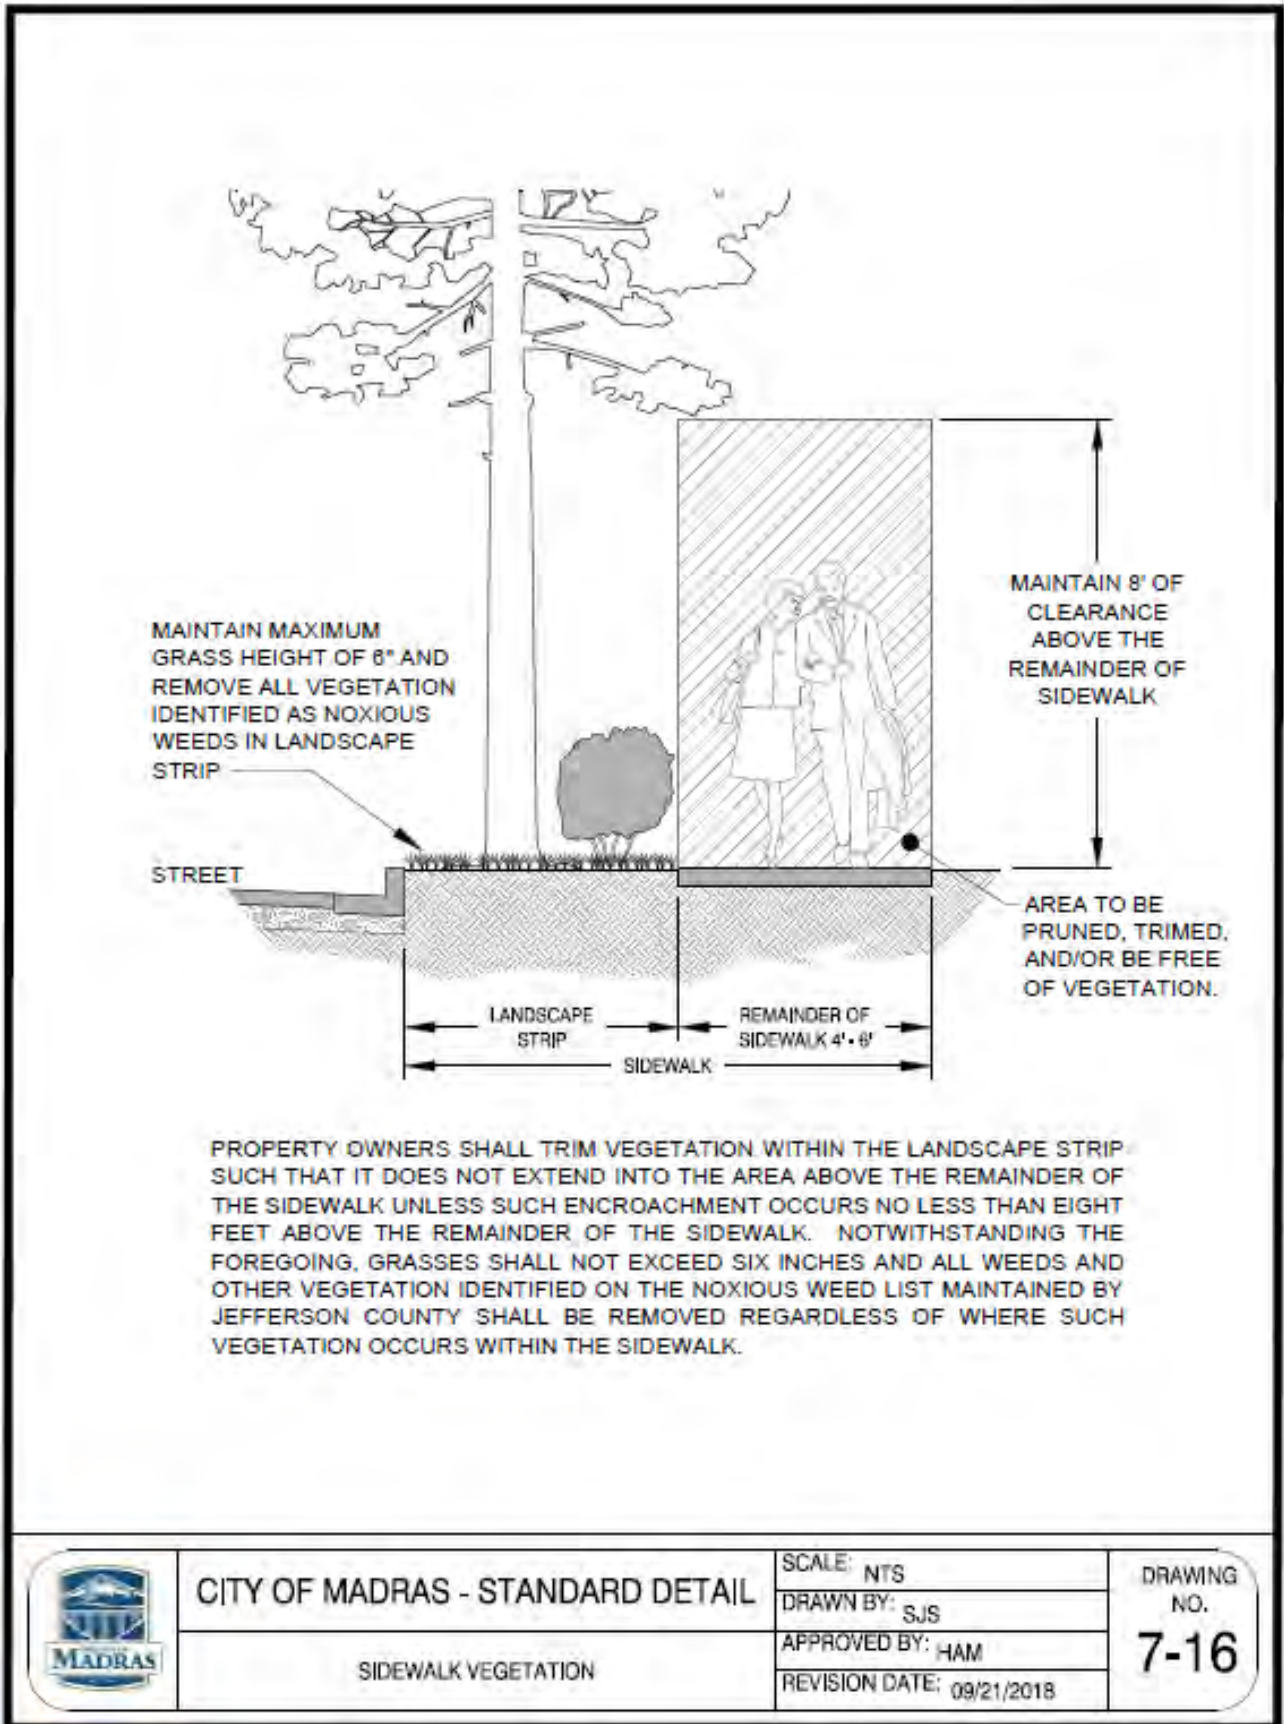 MAINTAIN MAXIMUM
GRASS HEIGHT OF 6" AND
REMOVE ALL VEGETATION
IDENTIFIED AS NOXIOUS
WEEDS IN LANDSCAPE
STRIP
MAINTAIN 8' OF
CLEARANCE
ABOVE THE
REMAINDER OF
SIDEWALK
STREET
AREA TO BE
PRUNED, TRIMED,
AND/OR BE FREE
OF VEGETATION.
LANDSCAPE
STRIP
REMAINDER OF
SIDEWALK 4' - 6'
SIDEWALK
PROPERTY OWNERS SHALL TRIM VEGETATION WITHIN THE LANDSCAPE STRIP
SUCH THAT IT DOES NOT EXTEND INTO THE AREA ABOVE THE REMAINDER OF
THE SIDEWALK UNLESS SUCH ENCROACHMENT OCCURS NO LESS THAN EIGHT
FEET ABOVE THE REMAINDER OF THE SIDEWALK. NOTWITHSTANDING THE
FOREGOING, GRASSES SHALL NOT EXCEED SIX INCHES AND ALL WEEDS AND
OTHER VEGETATION IDENTIFIED ON THE NOXIOUS WEED LIST MAINTAINED BY
JEFFERSON COUNTY SHALL BE REMOVED REGARDLESS OF WHERE SUCH
VEGETATION OCCURS WITHIN THE SIDEWALK.
MADRAS
CITY OF MADRAS - STANDARD DETAIL
SIDEWALK VEGETATION
SCALE: NTS
DRAWN BY: SJS
APPROVED BY: HAM
REVISION DATE: 09/21/2018
DRAWING
NO.
7-16